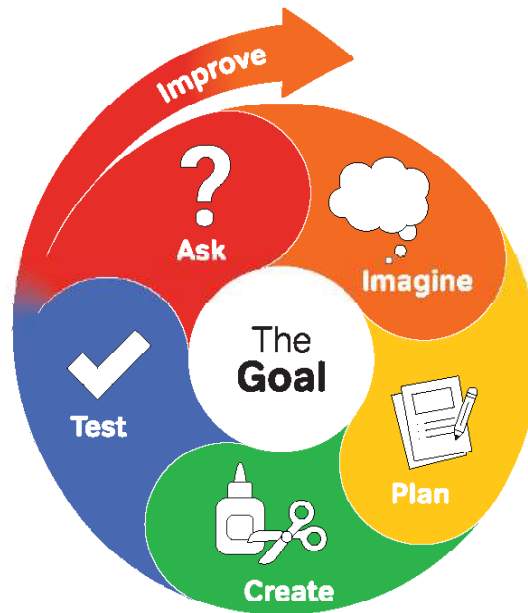 Improve
Ask
Imagine
The
Goal
Test
Plan
Create